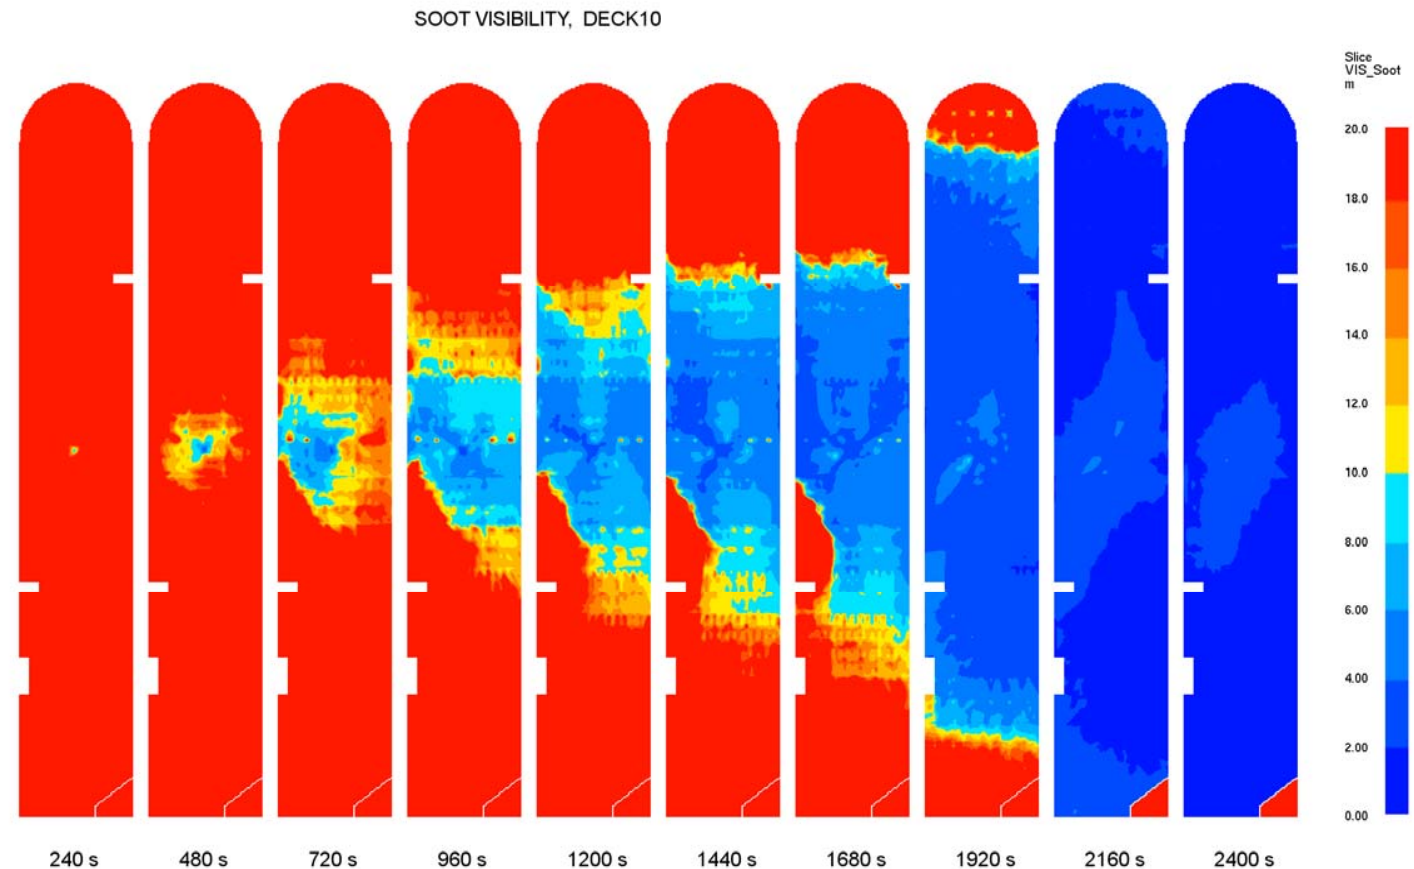 SOOT VISIBILITY, DECK10
Slice
VIS_Soot
m
20.0
18.0
16.0
14.0
12.0
10.0
8.00
6.00
4.00
2.00
0.00
240 s
480 s
720 s
960 s
1200 s
1440 s
1680 s
1920 s
2160 s
2400 s